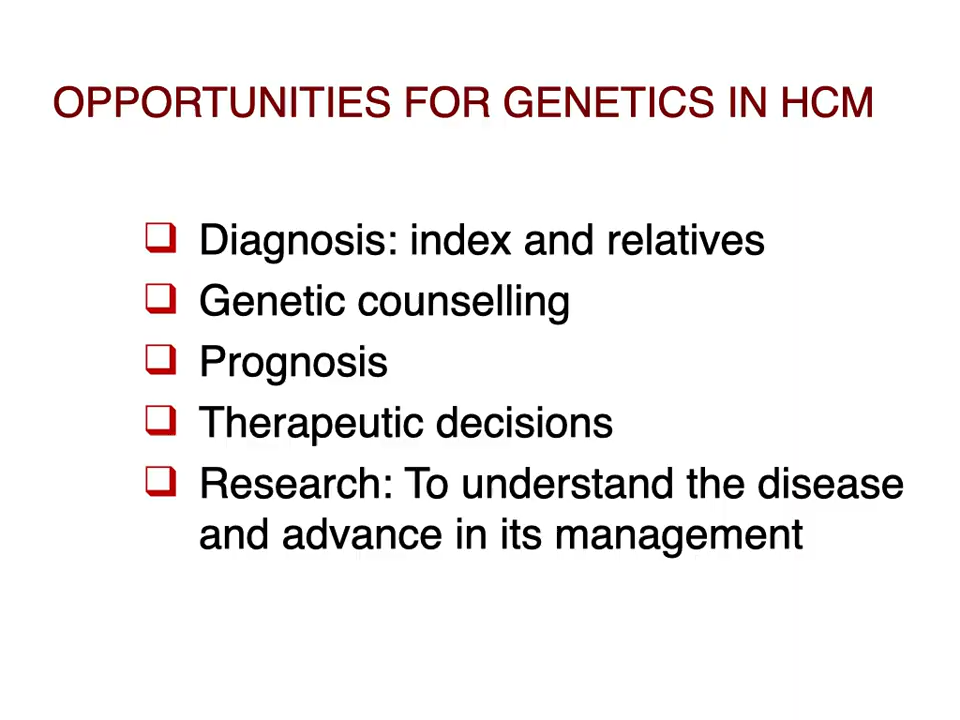 OPPORTUNITIES FOR GENETICS IN HCM
Diagnosis: index and relatives
Genetic counselling
Prognosis
Therapeutic decisions
Research: To understand the disease
and advance in its management